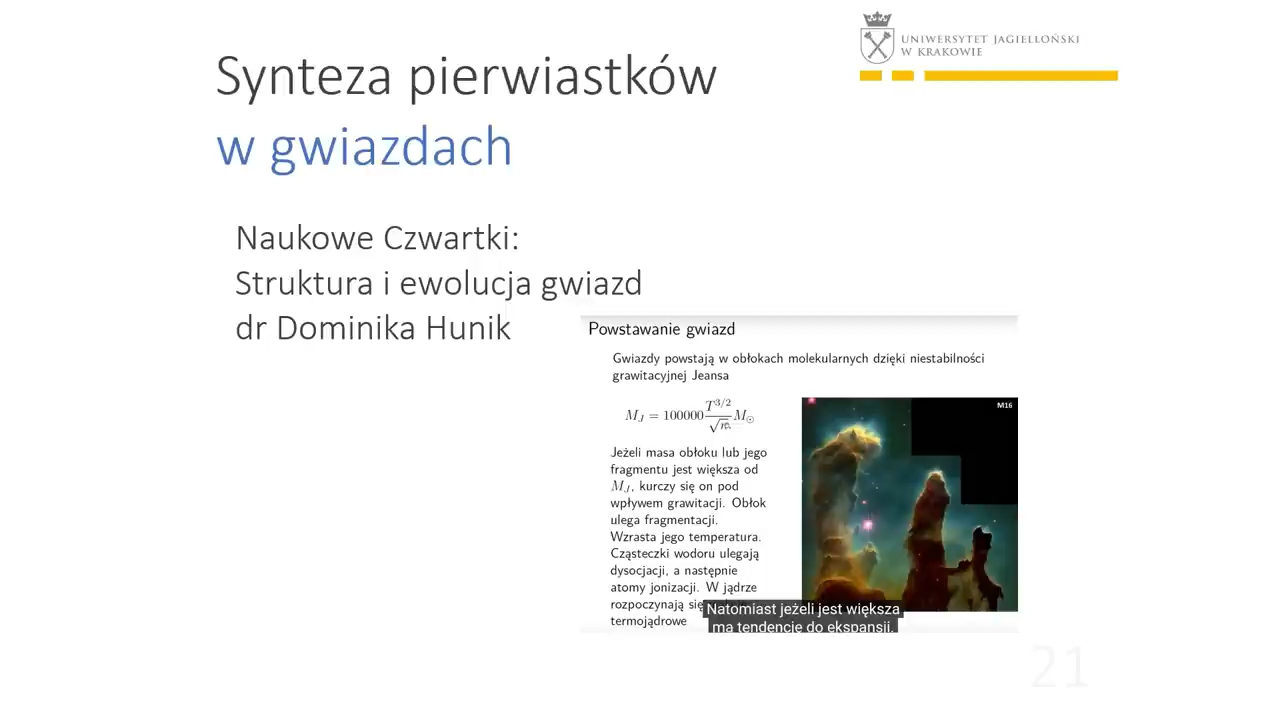 UNIWERSYTET JAGIELLOŃSKI
W KRAKOWIE
Synteza pierwiastków
w gwiazdach
Naukowe Czwartki:
Struktura i ewolucja gwiazd
dr Dominika Hunik
Powstawanie gwiazd
Gwiazdy powstają w obłokach molekularnych dzięki niestabilności
grawitacyjnej Jeansa
M_J = 100000 T^{3/2}/√n M_⊙
Jeżeli masa obłoku lub jego
fragmentu jest większa od
M_J, kurczy się on pod
wpływem grawitacji. Obłok
ulega fragmentacji.
Wzrasta jego temperatura.
Cząsteczki wodoru ulegają
dysocjacji, a następnie
atomy jonizacji. W jądrze
rozpoczynają się
termojądrowe
M16
Natomiast jeżeli jest większa
ma tendencję do ekspansji.
21